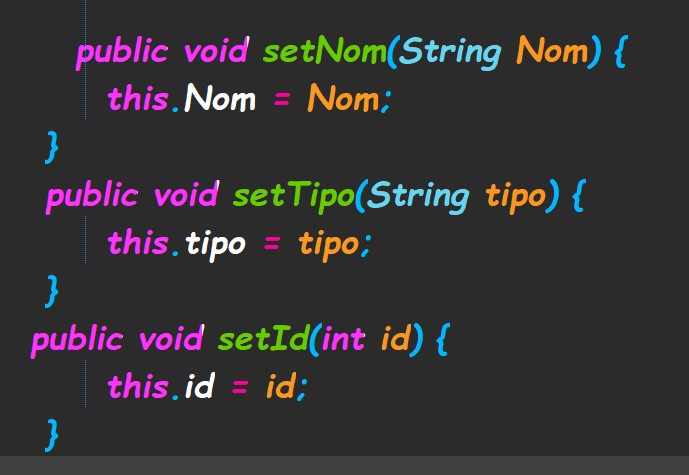 public void setNom(String Nom) {
this.Nom = Nom;
}
public void setTipo(String tipo) {
this.tipo = tipo;
}
public void setId(int id) {
this.id = id;
}